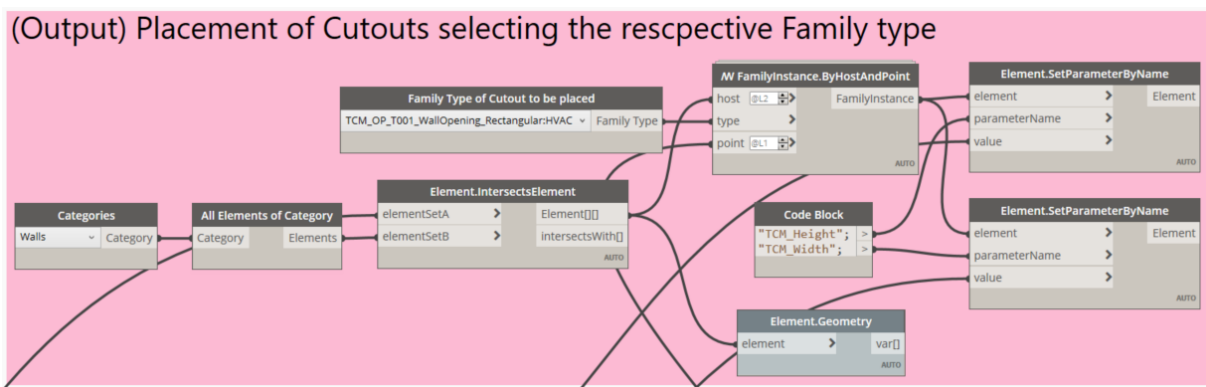 (Output) Placement of Cutouts selecting the rescpective Family type
Family Type of Cutout to be placed
TCM_OP_T001_WallOpening_Rectangular:HVAC Family Type
FamilyInstance.ByHostAndPoint
host @L2 > FamilyInstance
type >
point @L1 >
AUTO
Element.SetParameterByName
element > Element
parameterName >
value >
AUTO
Categories
Walls Category
All Elements of Category
Category Elements
Element.IntersectsElement
elementSetA > Element[][]
elementSetB > intersectsWith[]
AUTO
Code Block
"TCM_Height"; >
"TCM_Width"; >
Element.SetParameterByName
element > Element
parameterName >
value >
AUTO
Element.Geometry
element > var[]
AUTO